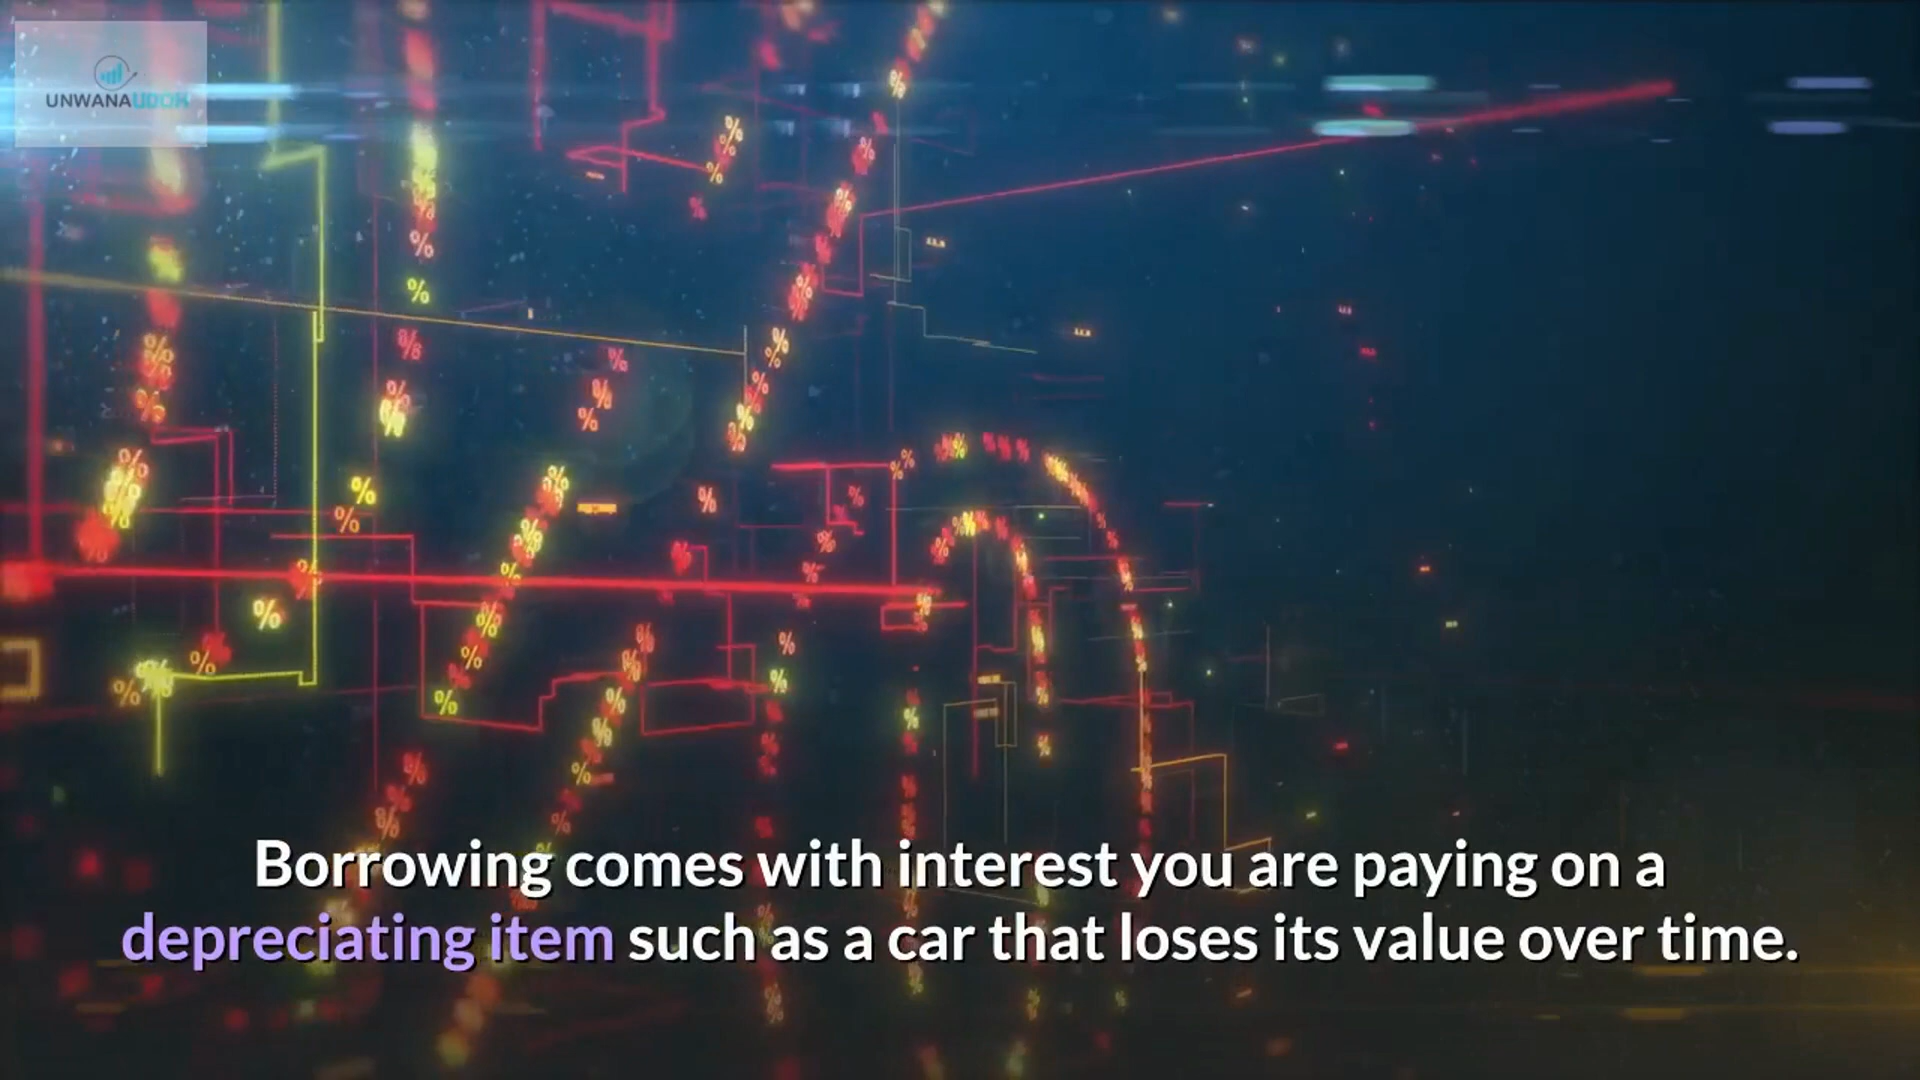 UNWANAUDOH
Borrowing comes with interest you are paying on a
depreciating item such as a car that loses its value over time.